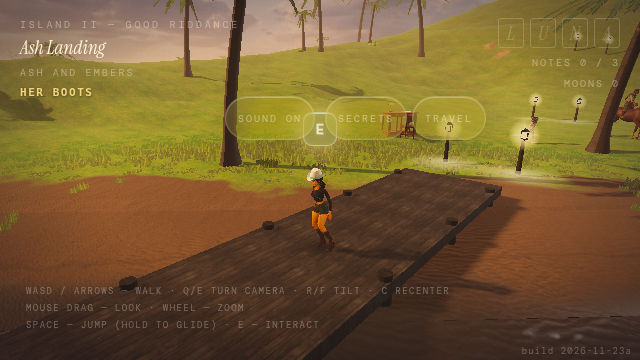 ISLAND II — GOOD RIDDANCE
Ash Landing
ASH AND EMBERS
HER BOOTS
L U N A
NOTES 0 / 3
MOONS 0
SOUND ON
E
SECRETS
TRAVEL
WASD / ARROWS — WALK · Q/E TURN CAMERA · R/F TILT · C RECENTER
MOUSE DRAG — LOOK · WHEEL — ZOOM
SPACE — JUMP (HOLD TO GLIDE) · E — INTERACT
build 2026-11-23a